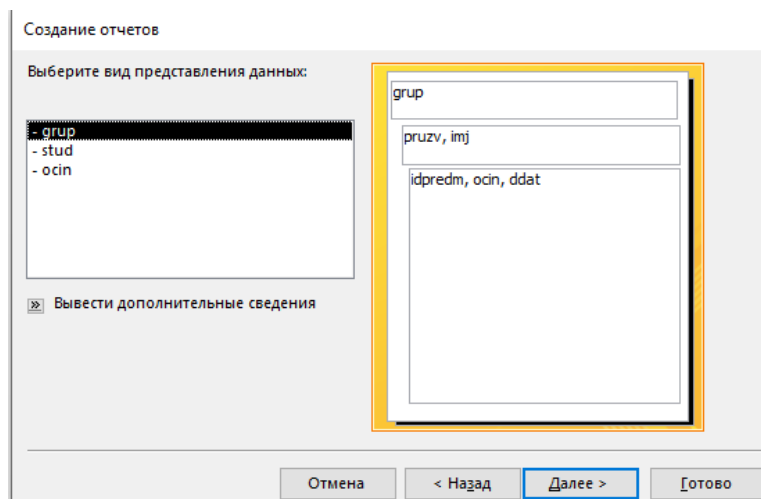 Создание отчетов
Выберите вид представления данных:
- grup
- stud
- ocin
grup
pruzv, imj
idpredm, ocin, ddat
» Вывести дополнительные сведения
Отмена
< Назад
Далее >
Готово